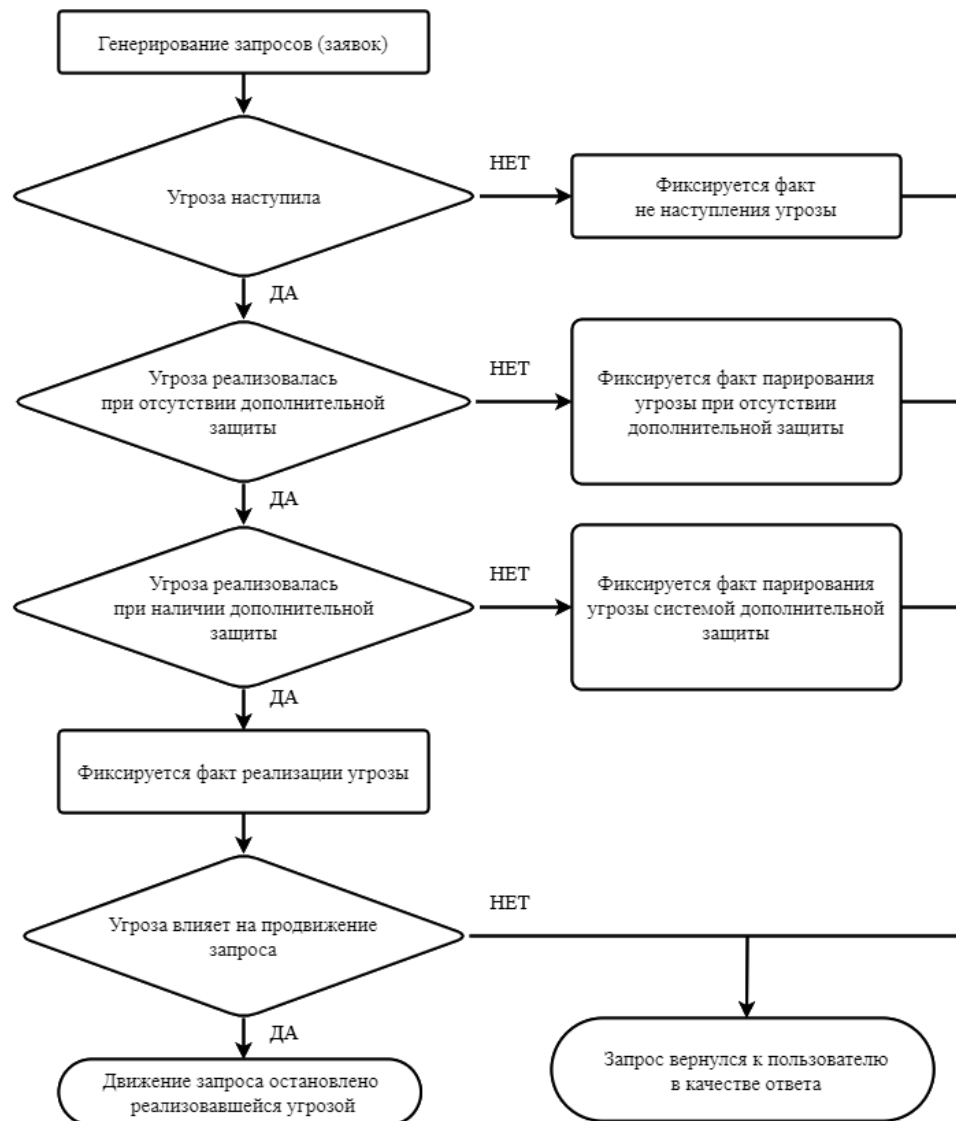 Генерирование запросов (заявок)
Угроза наступила
НЕТ
Фиксируется факт
не наступления угрозы
ДА
Угроза реализовалась
при отсутствии дополнительной
защиты
НЕТ
Фиксируется факт парирования
угрозы при отсутствии
дополнительной защиты
ДА
Угроза реализовалась
при наличии дополнительной
защиты
НЕТ
Фиксируется факт парирования
угрозы системой дополнительной
защиты
ДА
Фиксируется факт реализации угрозы
Угроза влияет на продвижение
запроса
НЕТ
ДА
Движение запроса остановлено
реализовавшейся угрозой
Запрос вернулся к пользователю
в качестве ответа